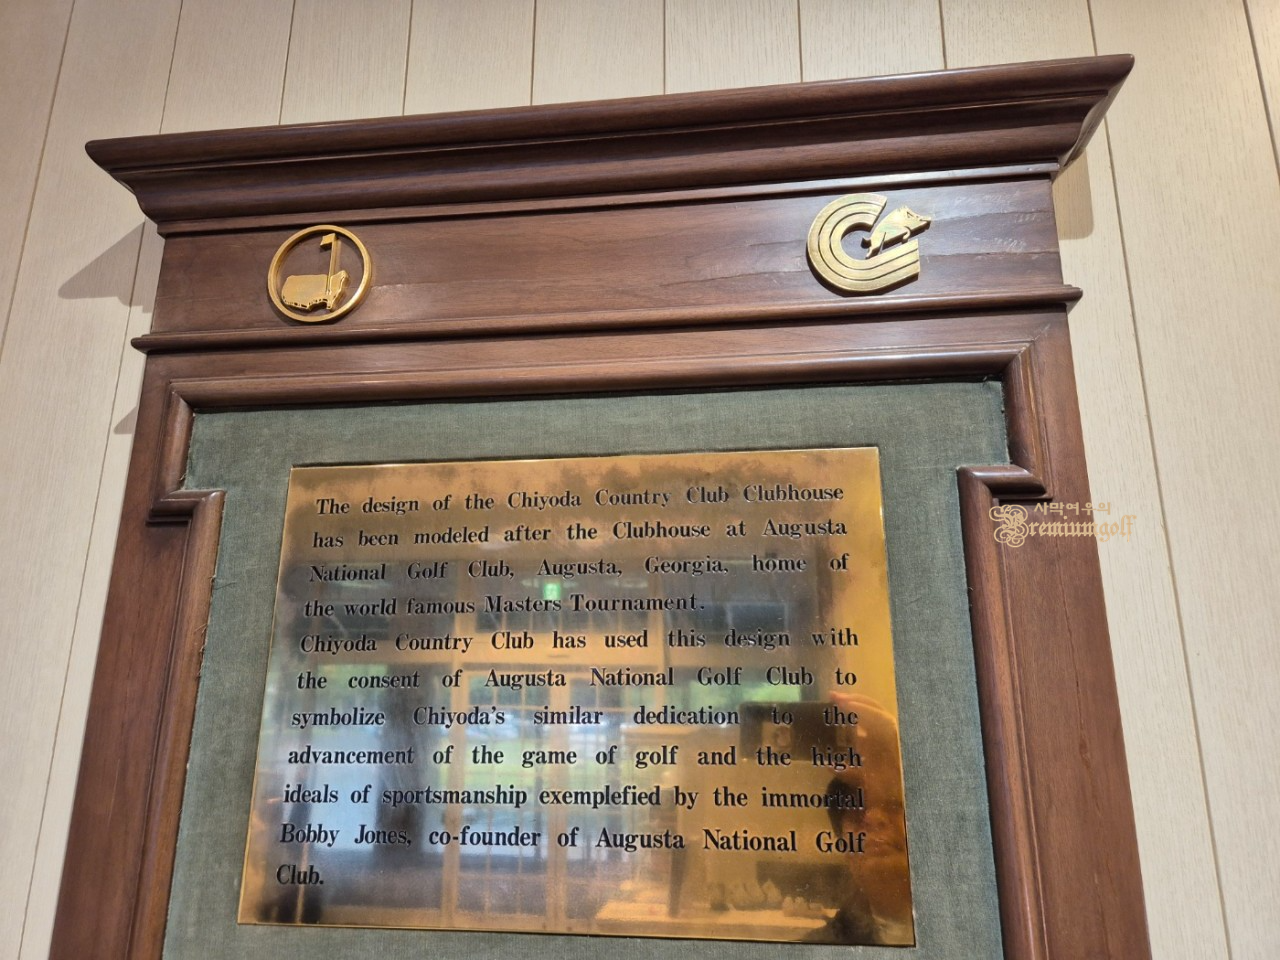 The design of the Chiyoda Country Club Clubhouse
has been modeled after the Clubhouse at Augusta
National Golf Club, Augusta, Georgia, home of
the world famous Masters Tournament.
Chiyoda Country Club has used this design with
the consent of Augusta National Golf Club to
symbolize Chiyoda's similar dedication to the
advancement of the game of golf and the high
ideals of sportsmanship exemplefied by the immortal
Bobby Jones, co-founder of Augusta National Golf
Club.
사막여우의
Premiumgolf